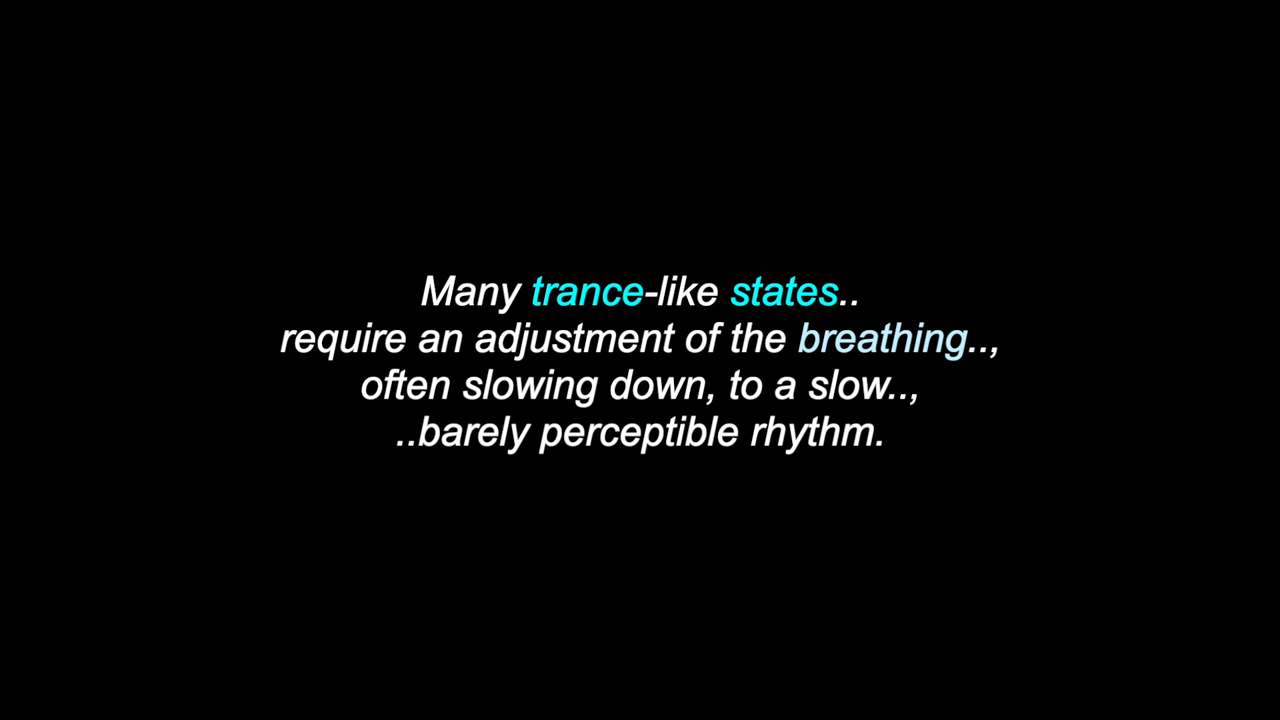 Many trance-like states..
require an adjustment of the breathing..,
often slowing down, to a slow..,
..barely perceptible rhythm.